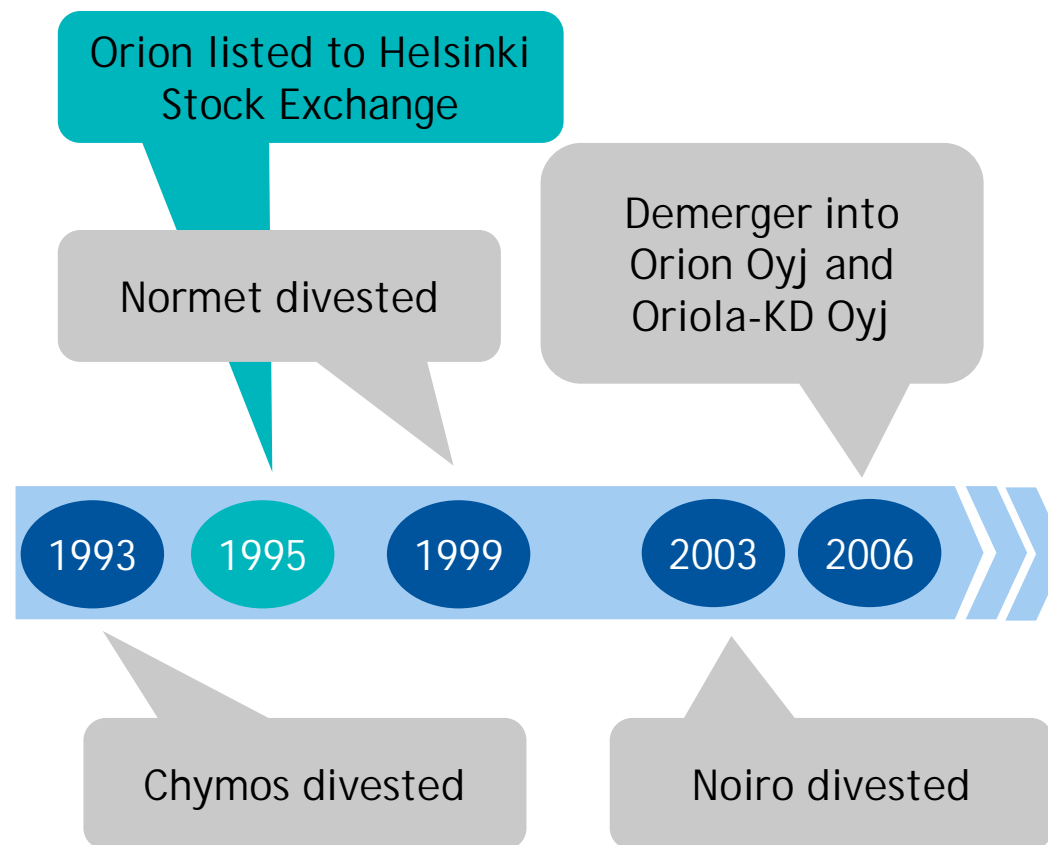 Orion listed to Helsinki
Stock Exchange
Normet divested
Demerger into
Orion Oyj and
Oriola-KD Oyj
1993
1995
1999
2003
2006
Chymos divested
Noiro divested